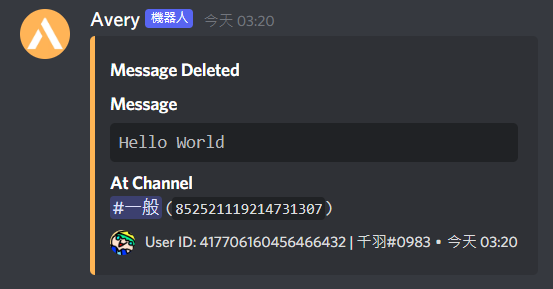 Avery 機器人 今天 03:20
Message Deleted
Message
Hello World
At Channel
#一般 (852521119214731307)
User ID: 417706160456466432 | 千羽#0983 • 今天 03:20